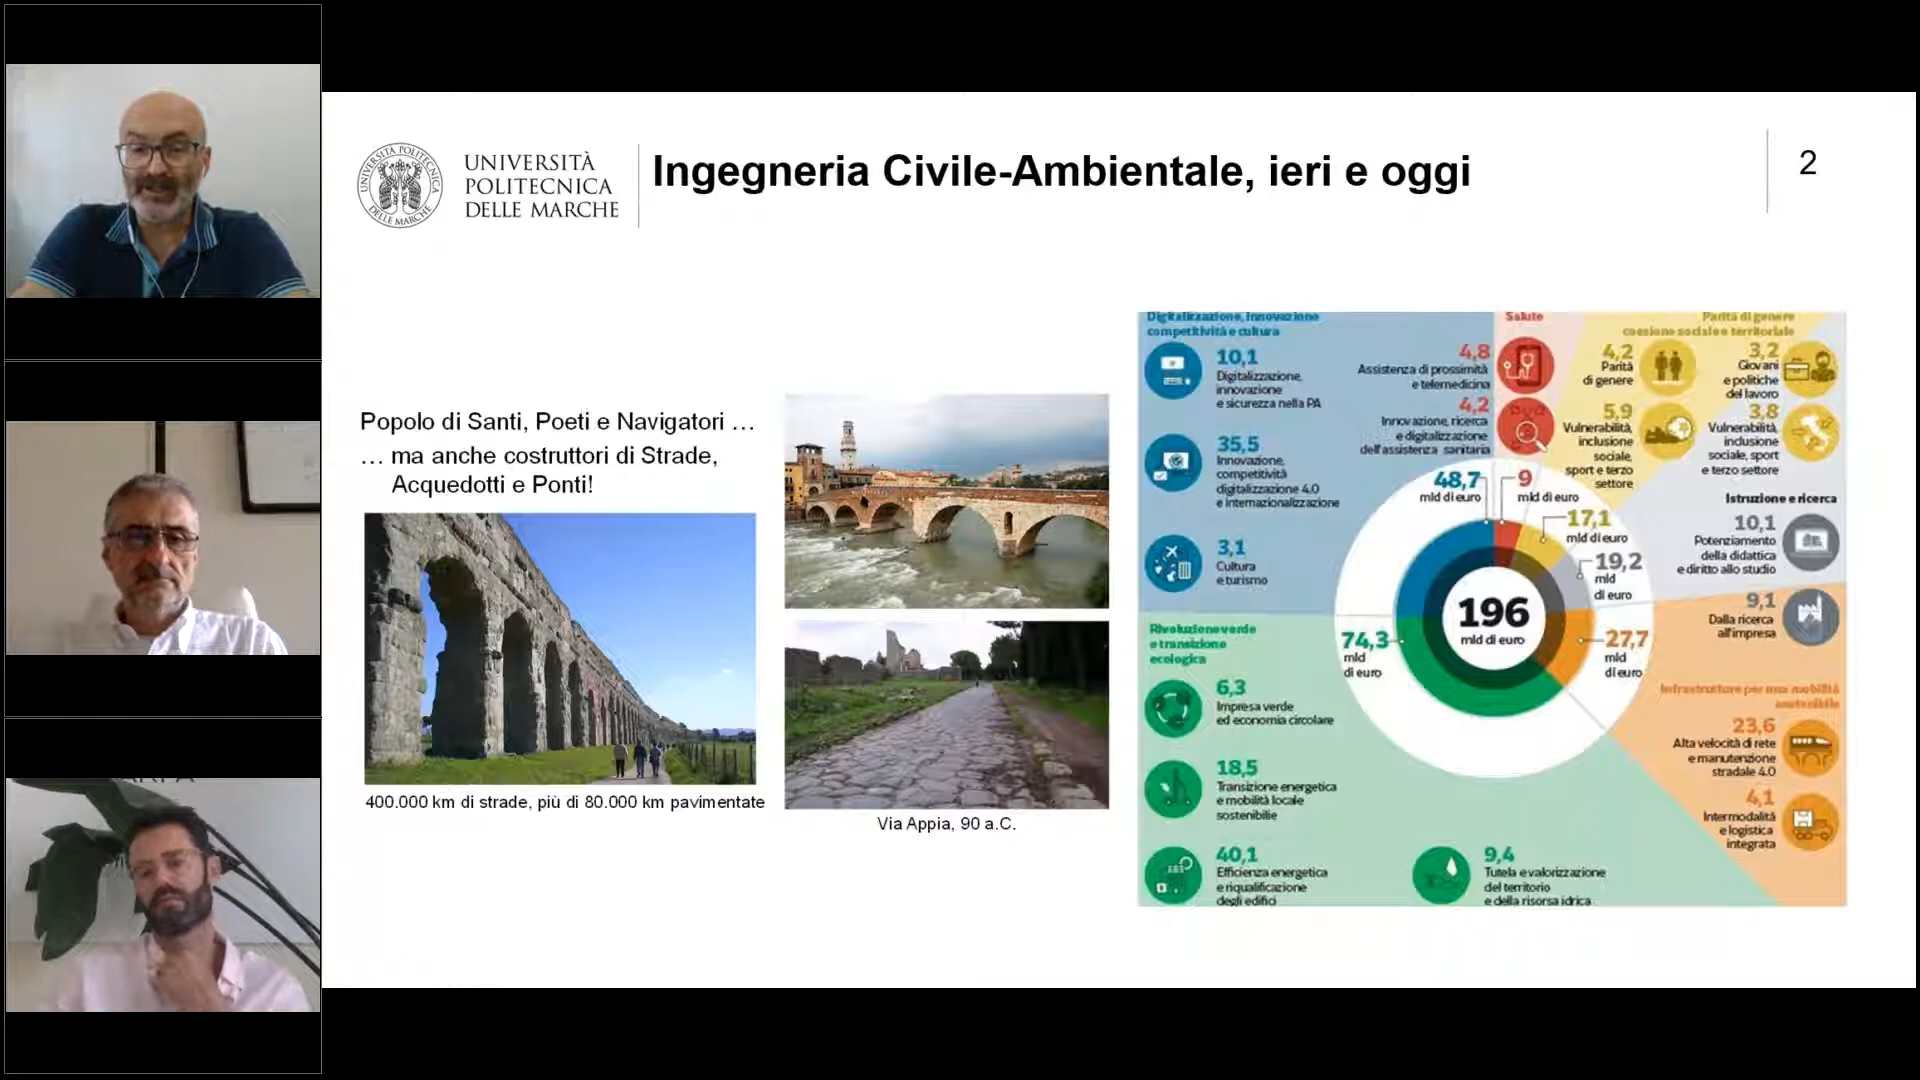 UNIVERSITÀ
POLITECNICA
DELLE MARCHE
Ingegneria Civile-Ambientale, ieri e oggi
2
Popolo di Santi, Poeti e Navigatori …
… ma anche costruttori di Strade,
Acquedotti e Ponti!
400.000 km di strade, più di 80.000 km pavimentate
Via Appia, 90 a.C.
Digitalizzazione, innovazione
competitività e cultura
10,1
Digitalizzazione,
innovazione
e sicurezza nella PA
35,5
Innovazione,
competitività
digitalizzazione 4.0
e internazionalizzazione
3,1
Cultura
e turismo
Salute
4,8
Assistenza di prossimità
e telemedicina
4,2
Innovazione, ricerca
e digitalizzazione
dell'assistenza sanitaria
Parità di genere
coesione sociale e territoriale
4,2
Parità
di genere
3,2
Giovani
e politiche
del lavoro
5,9
Vulnerabilità,
inclusione
sociale,
sport e terzo
settore
3,8
Vulnerabilità,
inclusione
sociale, sport
e terzo settore
Istruzione e ricerca
10,1
Potenziamento
della didattica
e diritto allo studio
9,1
Dalla ricerca
all'impresa
48,7
mld di euro
9
mld di euro
17,1
mld di euro
19,2
mld
di euro
27,7
mld
di euro
74,3
mld
di euro
196
mld di euro
Rivoluzione verde
e transizione
ecologica
6,3
Impresa verde
ed economia circolare
18,5
Transizione energetica
e mobilità locale
sostenibile
40,1
Efficienza energetica
e riqualificazione
degli edifici
9,4
Tutela e valorizzazione
del territorio
e della risorsa idrica
Infrastrutture per una mobilità
sostenibile
23,6
Alta velocità di rete
e manutenzione
stradale 4.0
4,1
Intermodalità
e logistica
integrata